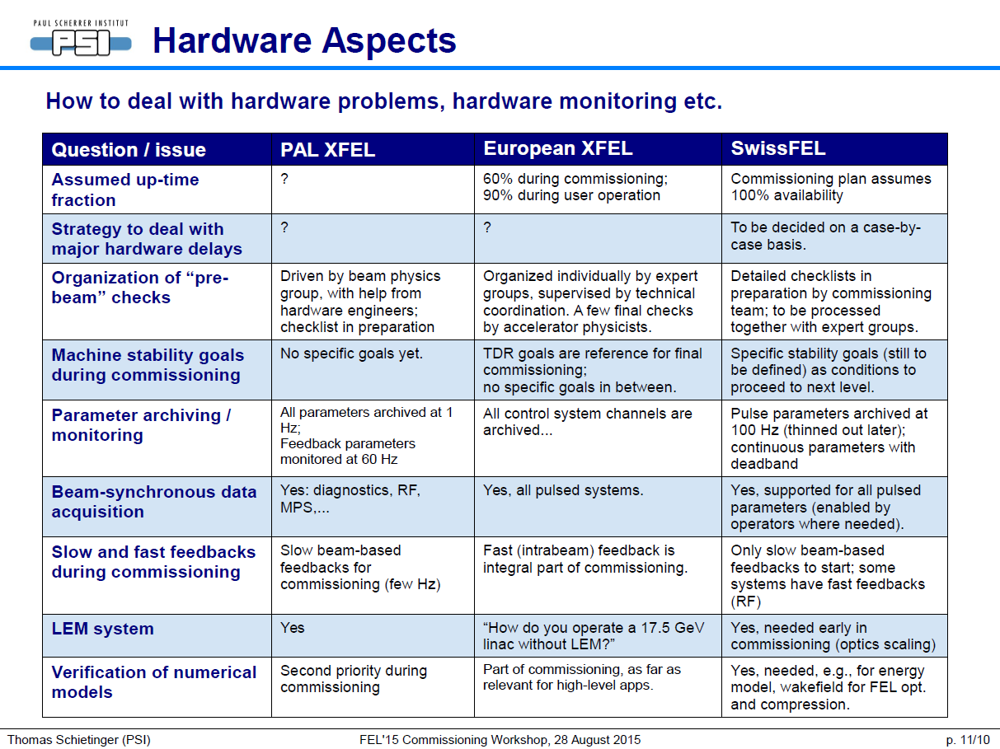 PAUL SCHERRER INSTITUT
PSI
Hardware Aspects
How to deal with hardware problems, hardware monitoring etc.
Question / issue
PAL XFEL
European XFEL
SwissFEL
Assumed up-time
fraction
?
60% during commissioning;
90% during user operation
Commissioning plan assumes
100% availability
Strategy to deal with
major hardware delays
?
?
To be decided on a case-by-
case basis.
Organization of “pre-
beam” checks
Driven by beam physics
group, with help from
hardware engineers;
checklist in preparation
Organized individually by expert
groups, supervised by technical
coordination. A few final checks
by accelerator physicists.
Detailed checklists in
preparation by commissioning
team; to be processed
together with expert groups.
Machine stability goals
during commissioning
No specific goals yet.
TDR goals are reference for final
commissioning;
no specific goals in between.
Specific stability goals (still to
be defined) as conditions to
proceed to next level.
Parameter archiving /
monitoring
All parameters archived at 1
Hz;
Feedback parameters
monitored at 60 Hz
All control system channels are
archived...
Pulse parameters archived at
100 Hz (thinned out later);
continuous parameters with
deadband
Beam-synchronous data
acquisition
Yes: diagnostics, RF,
MPS,...
Yes, all pulsed systems.
Yes, supported for all pulsed
parameters (enabled by
operators where needed).
Slow and fast feedbacks
during commissioning
Slow beam-based
feedbacks for
commissioning (few Hz)
Fast (intrabeam) feedback is
integral part of commissioning.
Only slow beam-based
feedbacks to start; some
systems have fast feedbacks
(RF)
LEM system
Yes
“How do you operate a 17.5 GeV
linac without LEM?”
Yes, needed early in
commissioning (optics scaling)
Verification of numerical
models
Second priority during
commissioning
Part of commissioning, as far as
relevant for high-level apps.
Yes, needed, e.g., for energy
model, wakefield for FEL opt.
and compression.
Thomas Schietinger (PSI)
FEL'15 Commissioning Workshop, 28 August 2015
p. 11/10